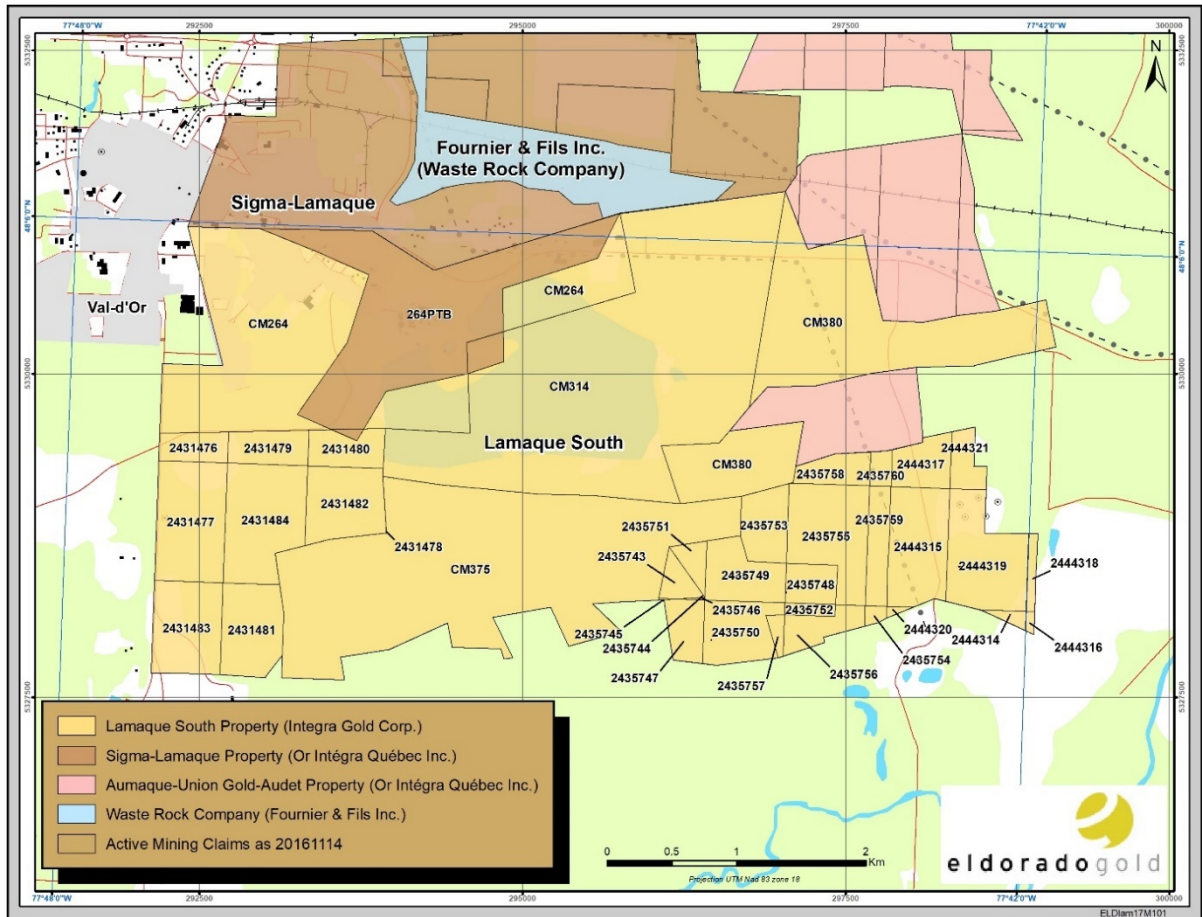 77°48'0"W
292500
295000
297500
77°42'0"W
300000
5332500
5332500
N
Fournier & Fils Inc.
(Waste Rock Company)
Sigma-Lamaque
48°6'0"N
48°6'0"N
Val-d'Or
CM264
264PTB
CM264
CM380
5330000
5330000
CM314
Lamaque South
2431476
2431479
2431480
CM380
2435758
2435760
2444317
2444321
2431477
2431484
2431482
2431478
2435751
2435753
2435755
2435759
2444315
2435743
CM375
2435749
2435748
2444319
2444318
2431483
2431481
2435745
2435744
2435746
2435750
2435752
2444320
2444314
2444316
2435747
2435757
2435756
2435754
5327500
5327500
Lamaque South Property (Integra Gold Corp.)
Sigma-Lamaque Property (Or Intégra Québec Inc.)
Aumaque-Union Gold-Audet Property (Or Intégra Québec Inc.)
Waste Rock Company (Fournier & Fils Inc.)
Active Mining Claims as 20161114
0 0.5 1 2
Km
Projection UTM Nad 83 zone 18
eldoradogold
77°48'0"W
292500
295000
297500
77°42'0"W
300000
ELDlam17M101